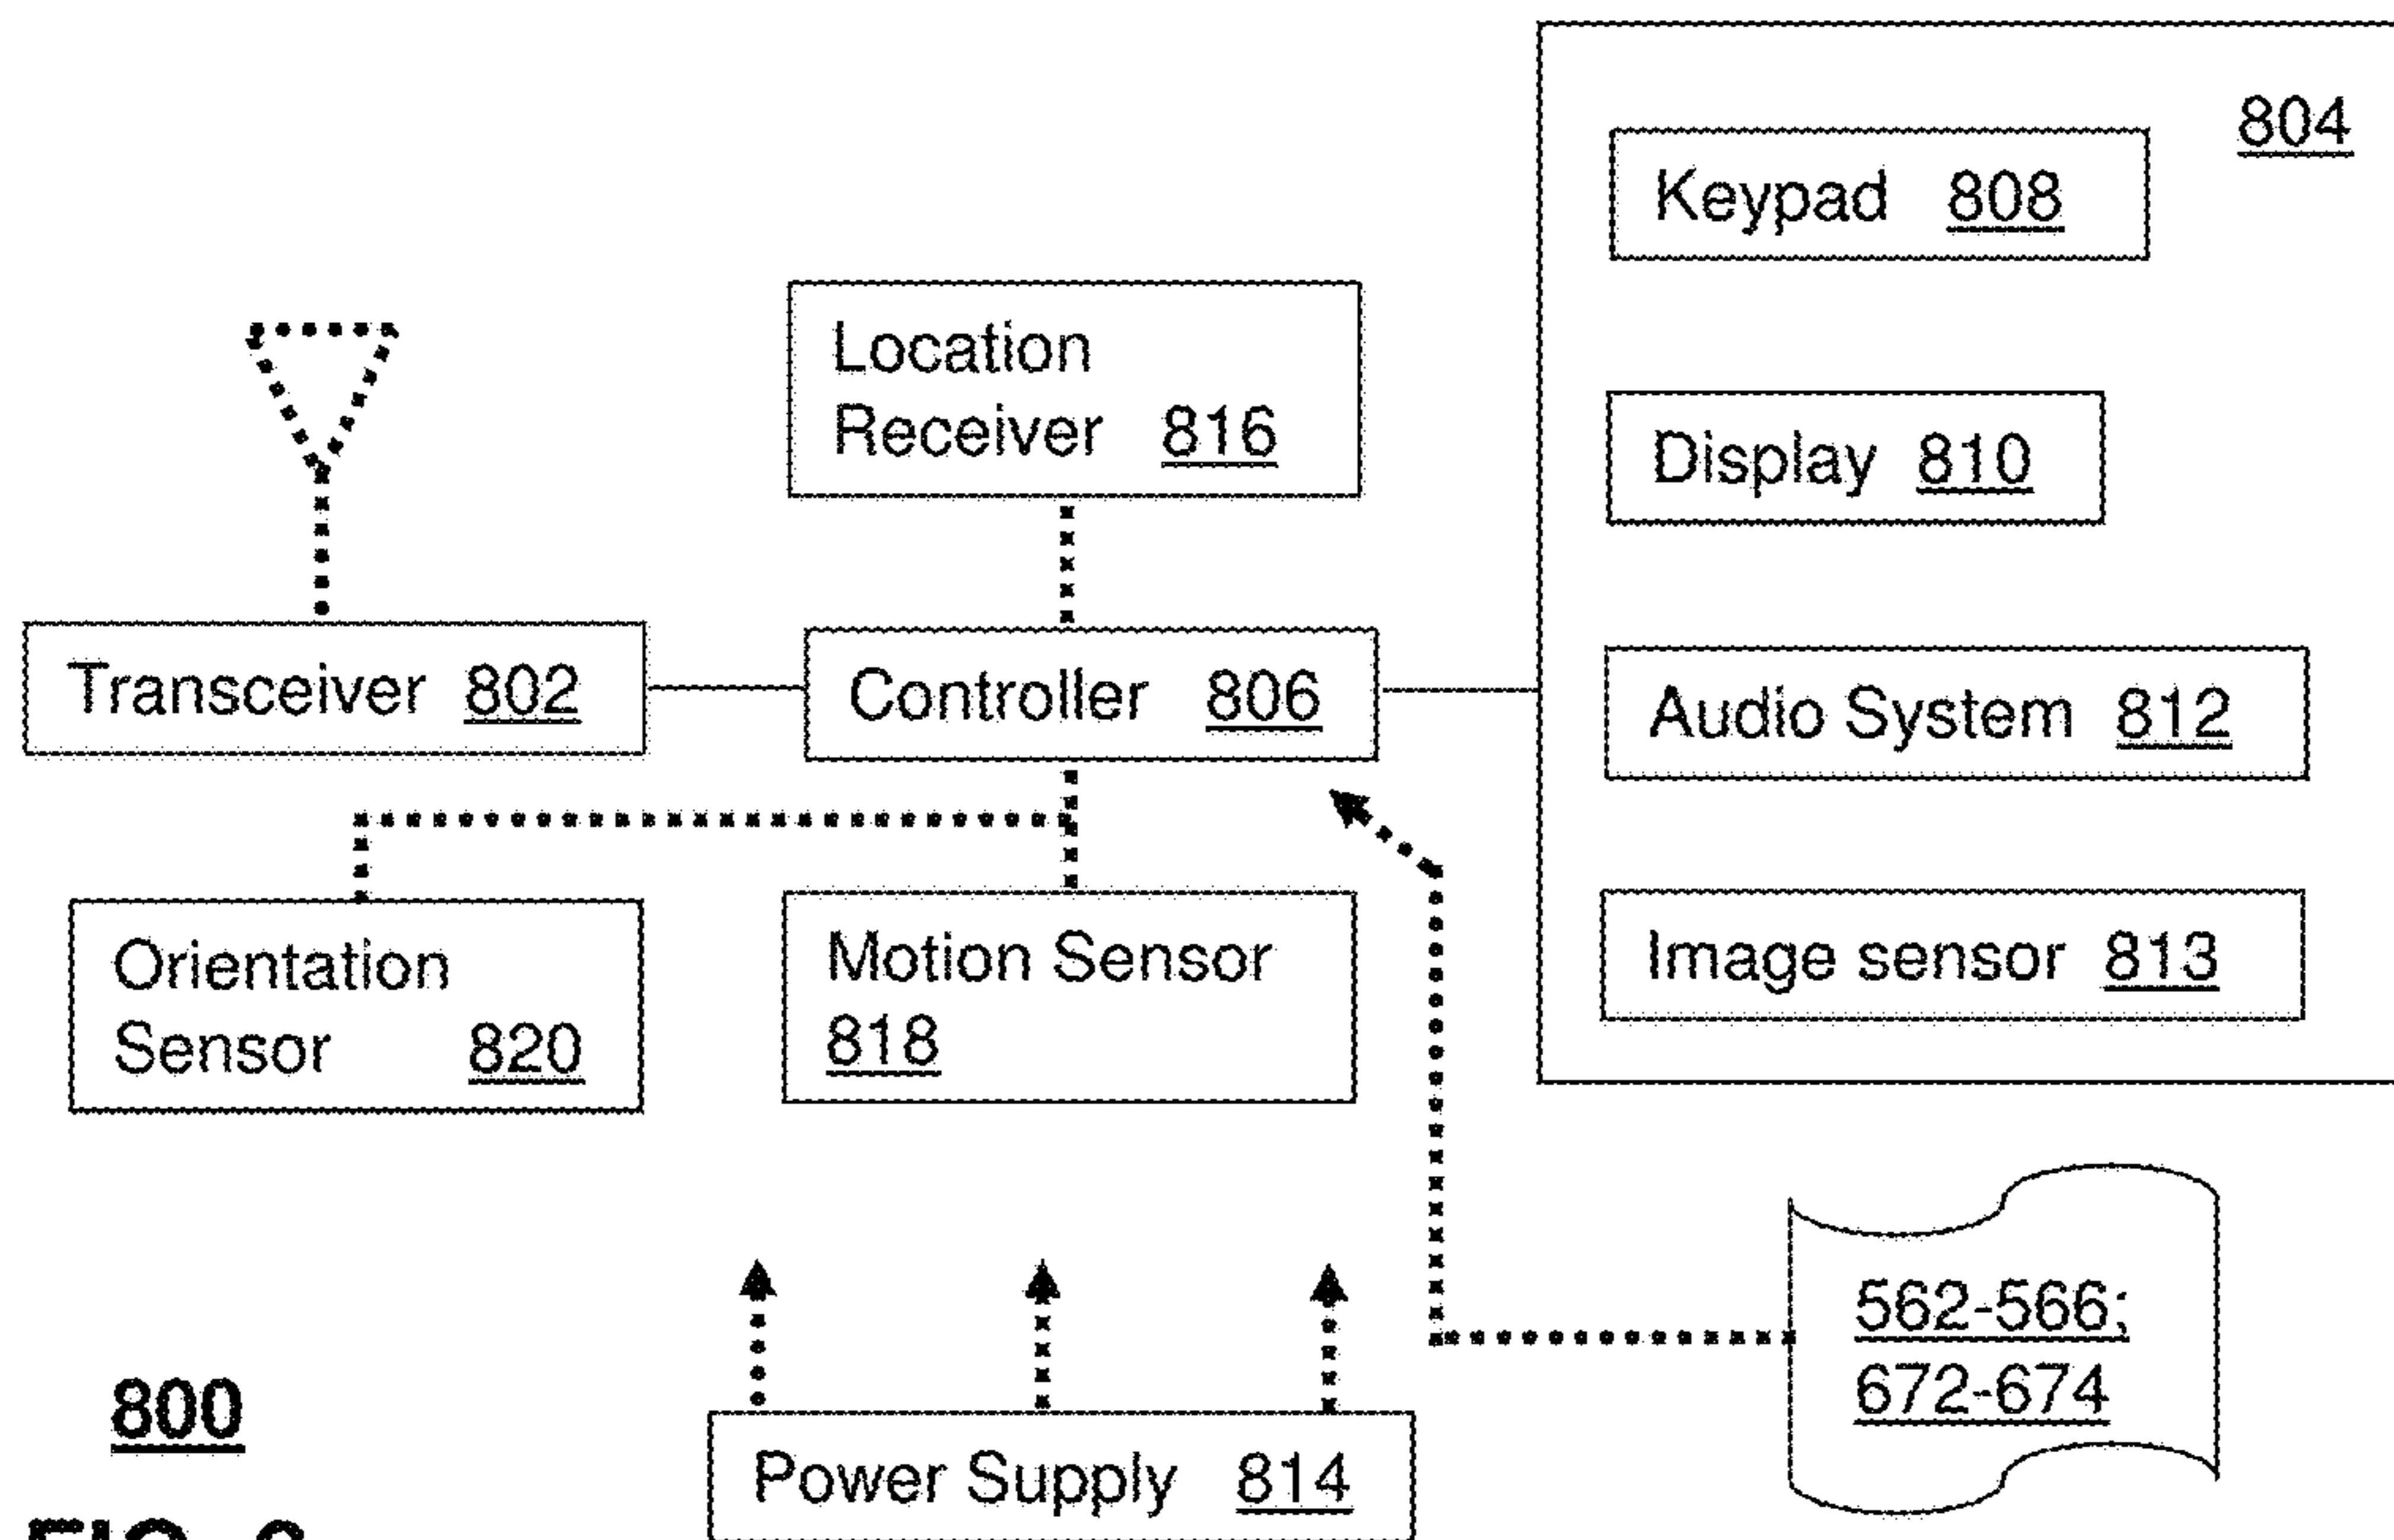 804
Keypad 808
Location
Receiver 816
Display 810
Transceiver 802
Controller 806
Audio System 812
Orientation
Sensor 820
Motion Sensor
818
Image sensor 813
562-566;
672-674
800
Power Supply 814
FIG.